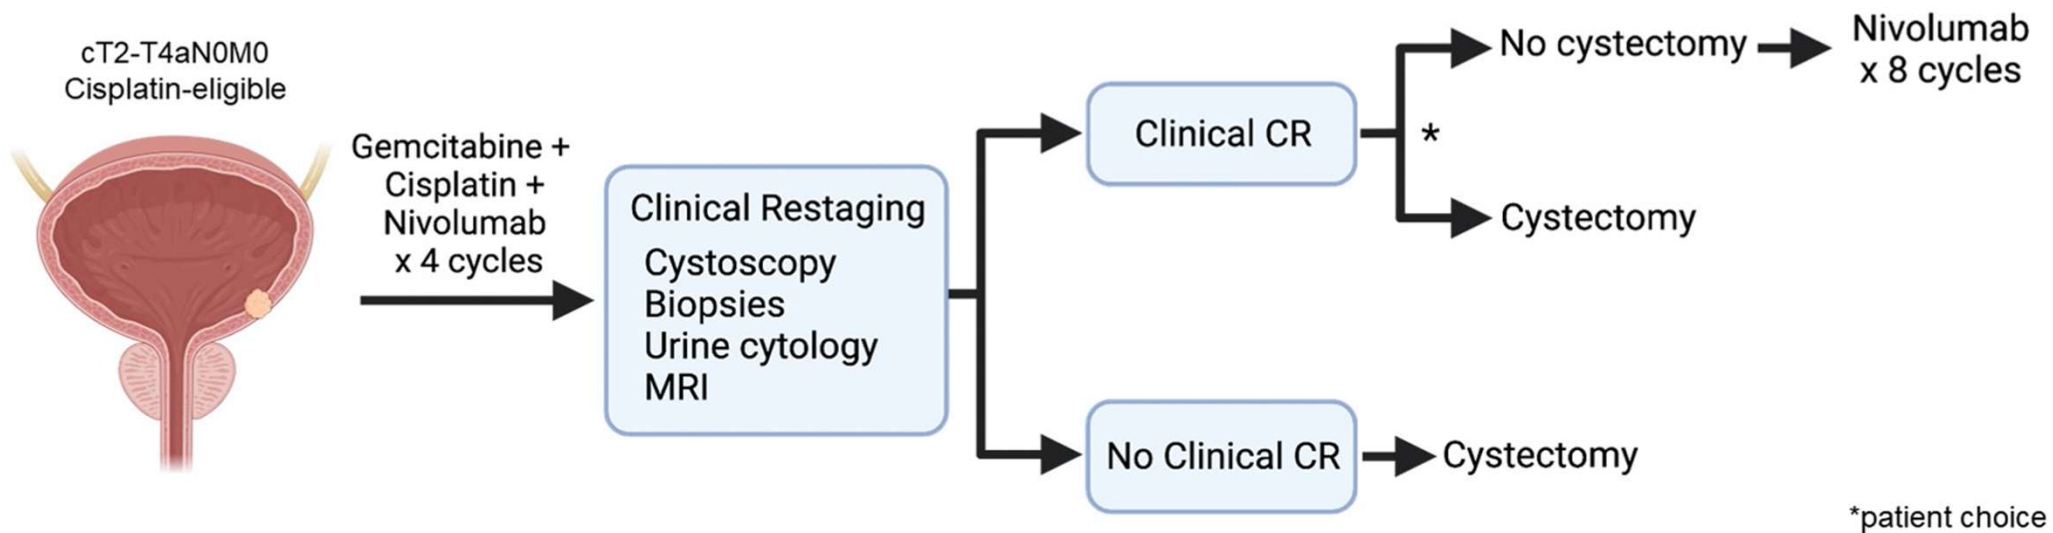 cT2-T4aN0M0
Cisplatin-eligible
Gemcitabine +
Cisplatin +
Nivolumab
x 4 cycles
Clinical Restaging
Cystoscopy
Biopsies
Urine cytology
MRI
Clinical CR
*
No cystectomy
Nivolumab
x 8 cycles
Cystectomy
No Clinical CR
Cystectomy
*patient choice